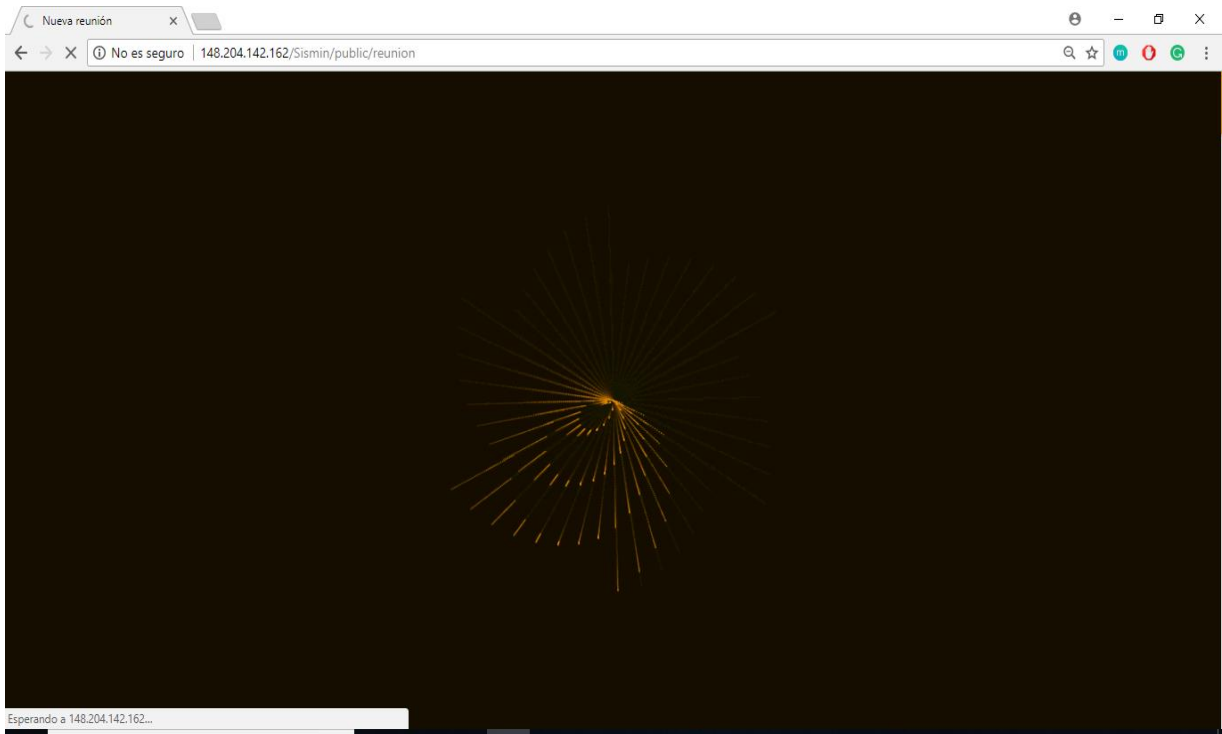 Nueva reunión
No es seguro | 148.204.142.162/Sismin/public/reunion
Esperando a 148.204.142.162...